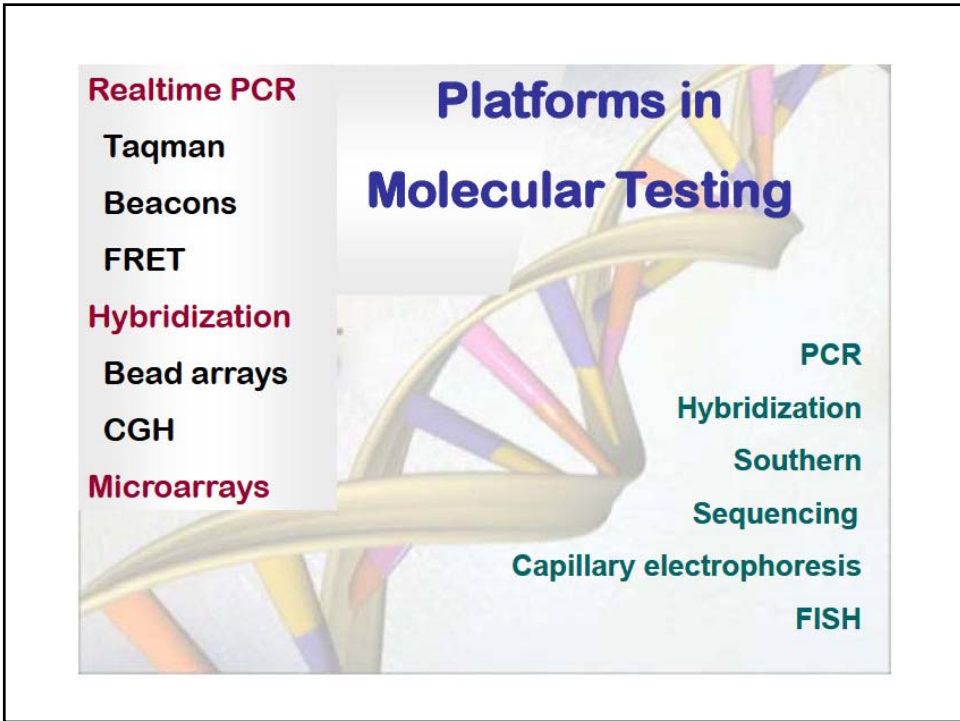 Platforms in
Molecular Testing
Realtime PCR
Taqman
Beacons
FRET
Hybridization
Bead arrays
CGH
Microarrays
PCR
Hybridization
Southern
Sequencing
Capillary electrophoresis
FISH